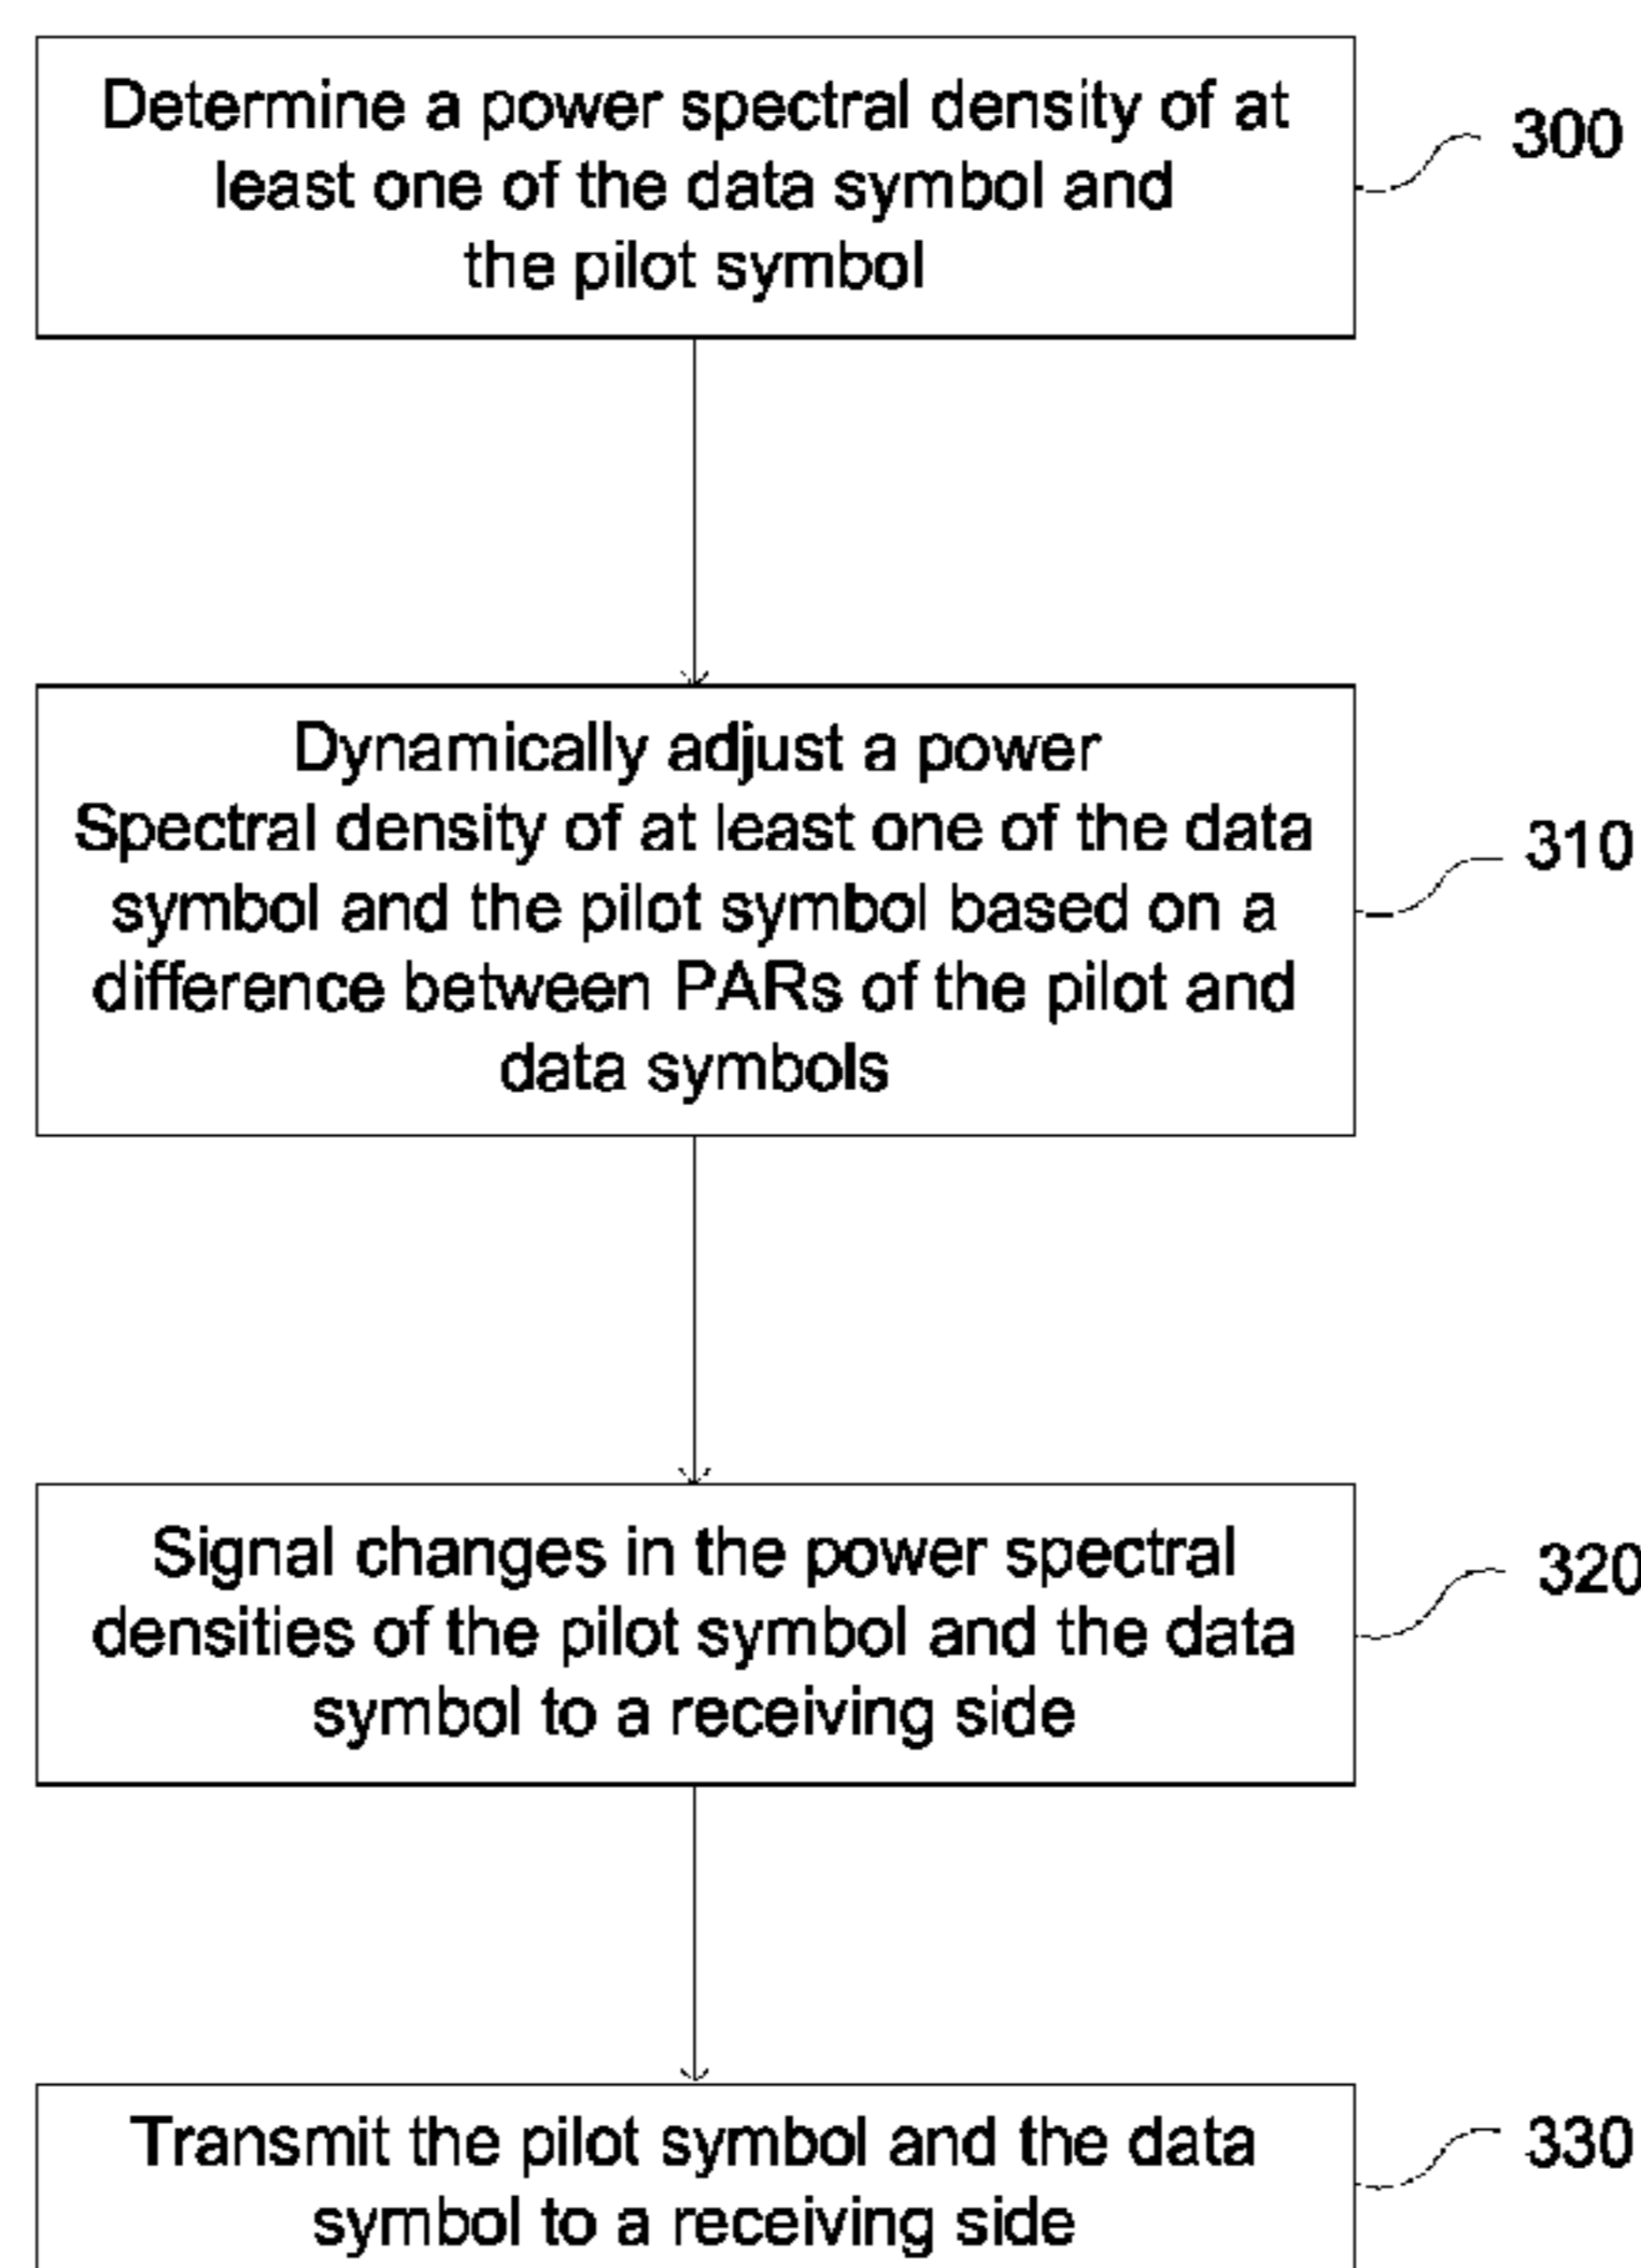 Determine a power spectral density of at
least one of the data symbol and
the pilot symbol
300
Dynamically adjust a power
Spectral density of at least one of the data
symbol and the pilot symbol based on a
difference between PARs of the pilot and
data symbols
310
Signal changes in the power spectral
densities of the pilot symbol and the data
symbol to a receiving side
320
Transmit the pilot symbol and the data
symbol to a receiving side
330